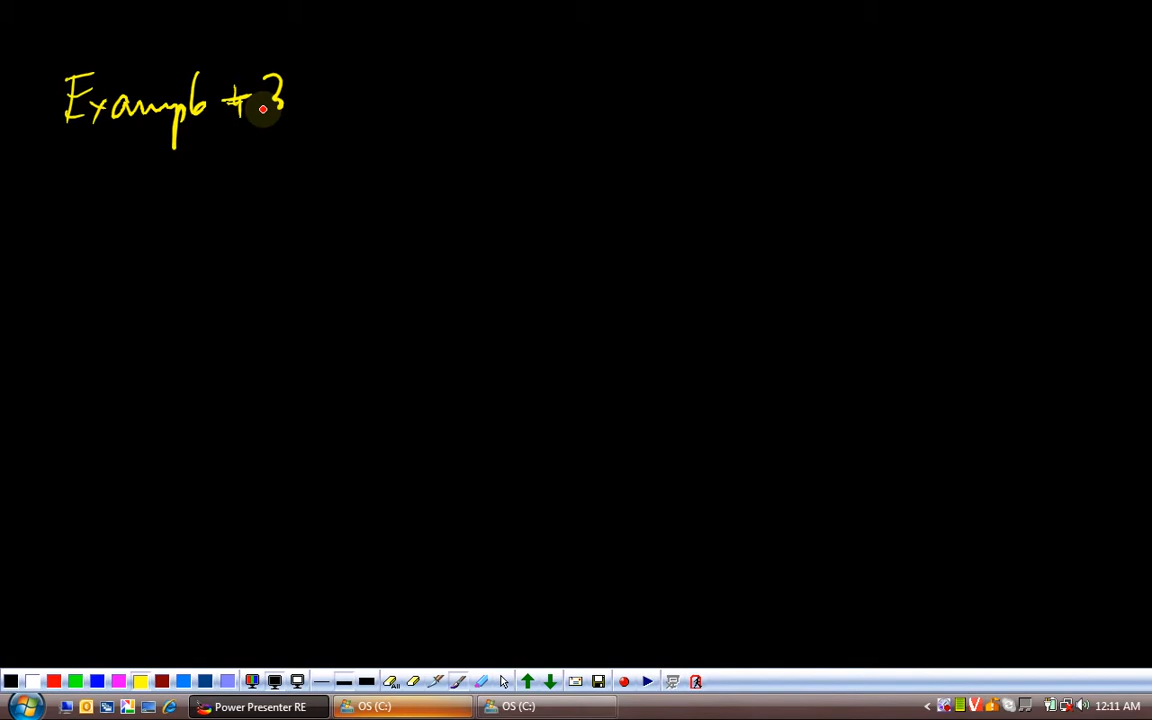 Example # 3
Power Presenter RE
OS (C:)
OS (C:)
12:11 AM